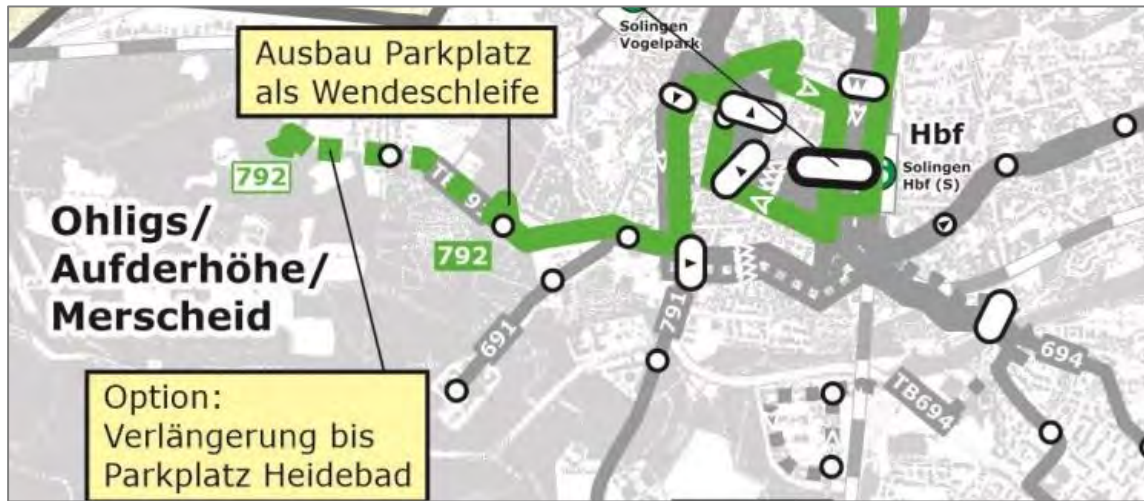 Solingen
Vogelpark
Ausbau Parkplatz
als Wendeschleife
Hbf
Solingen
Hbf (S)
792
792
Ohligs/
Aufderhöhe/
Merscheid
691
791
694
TB694
Option:
Verlängerung bis
Parkplatz Heidebad